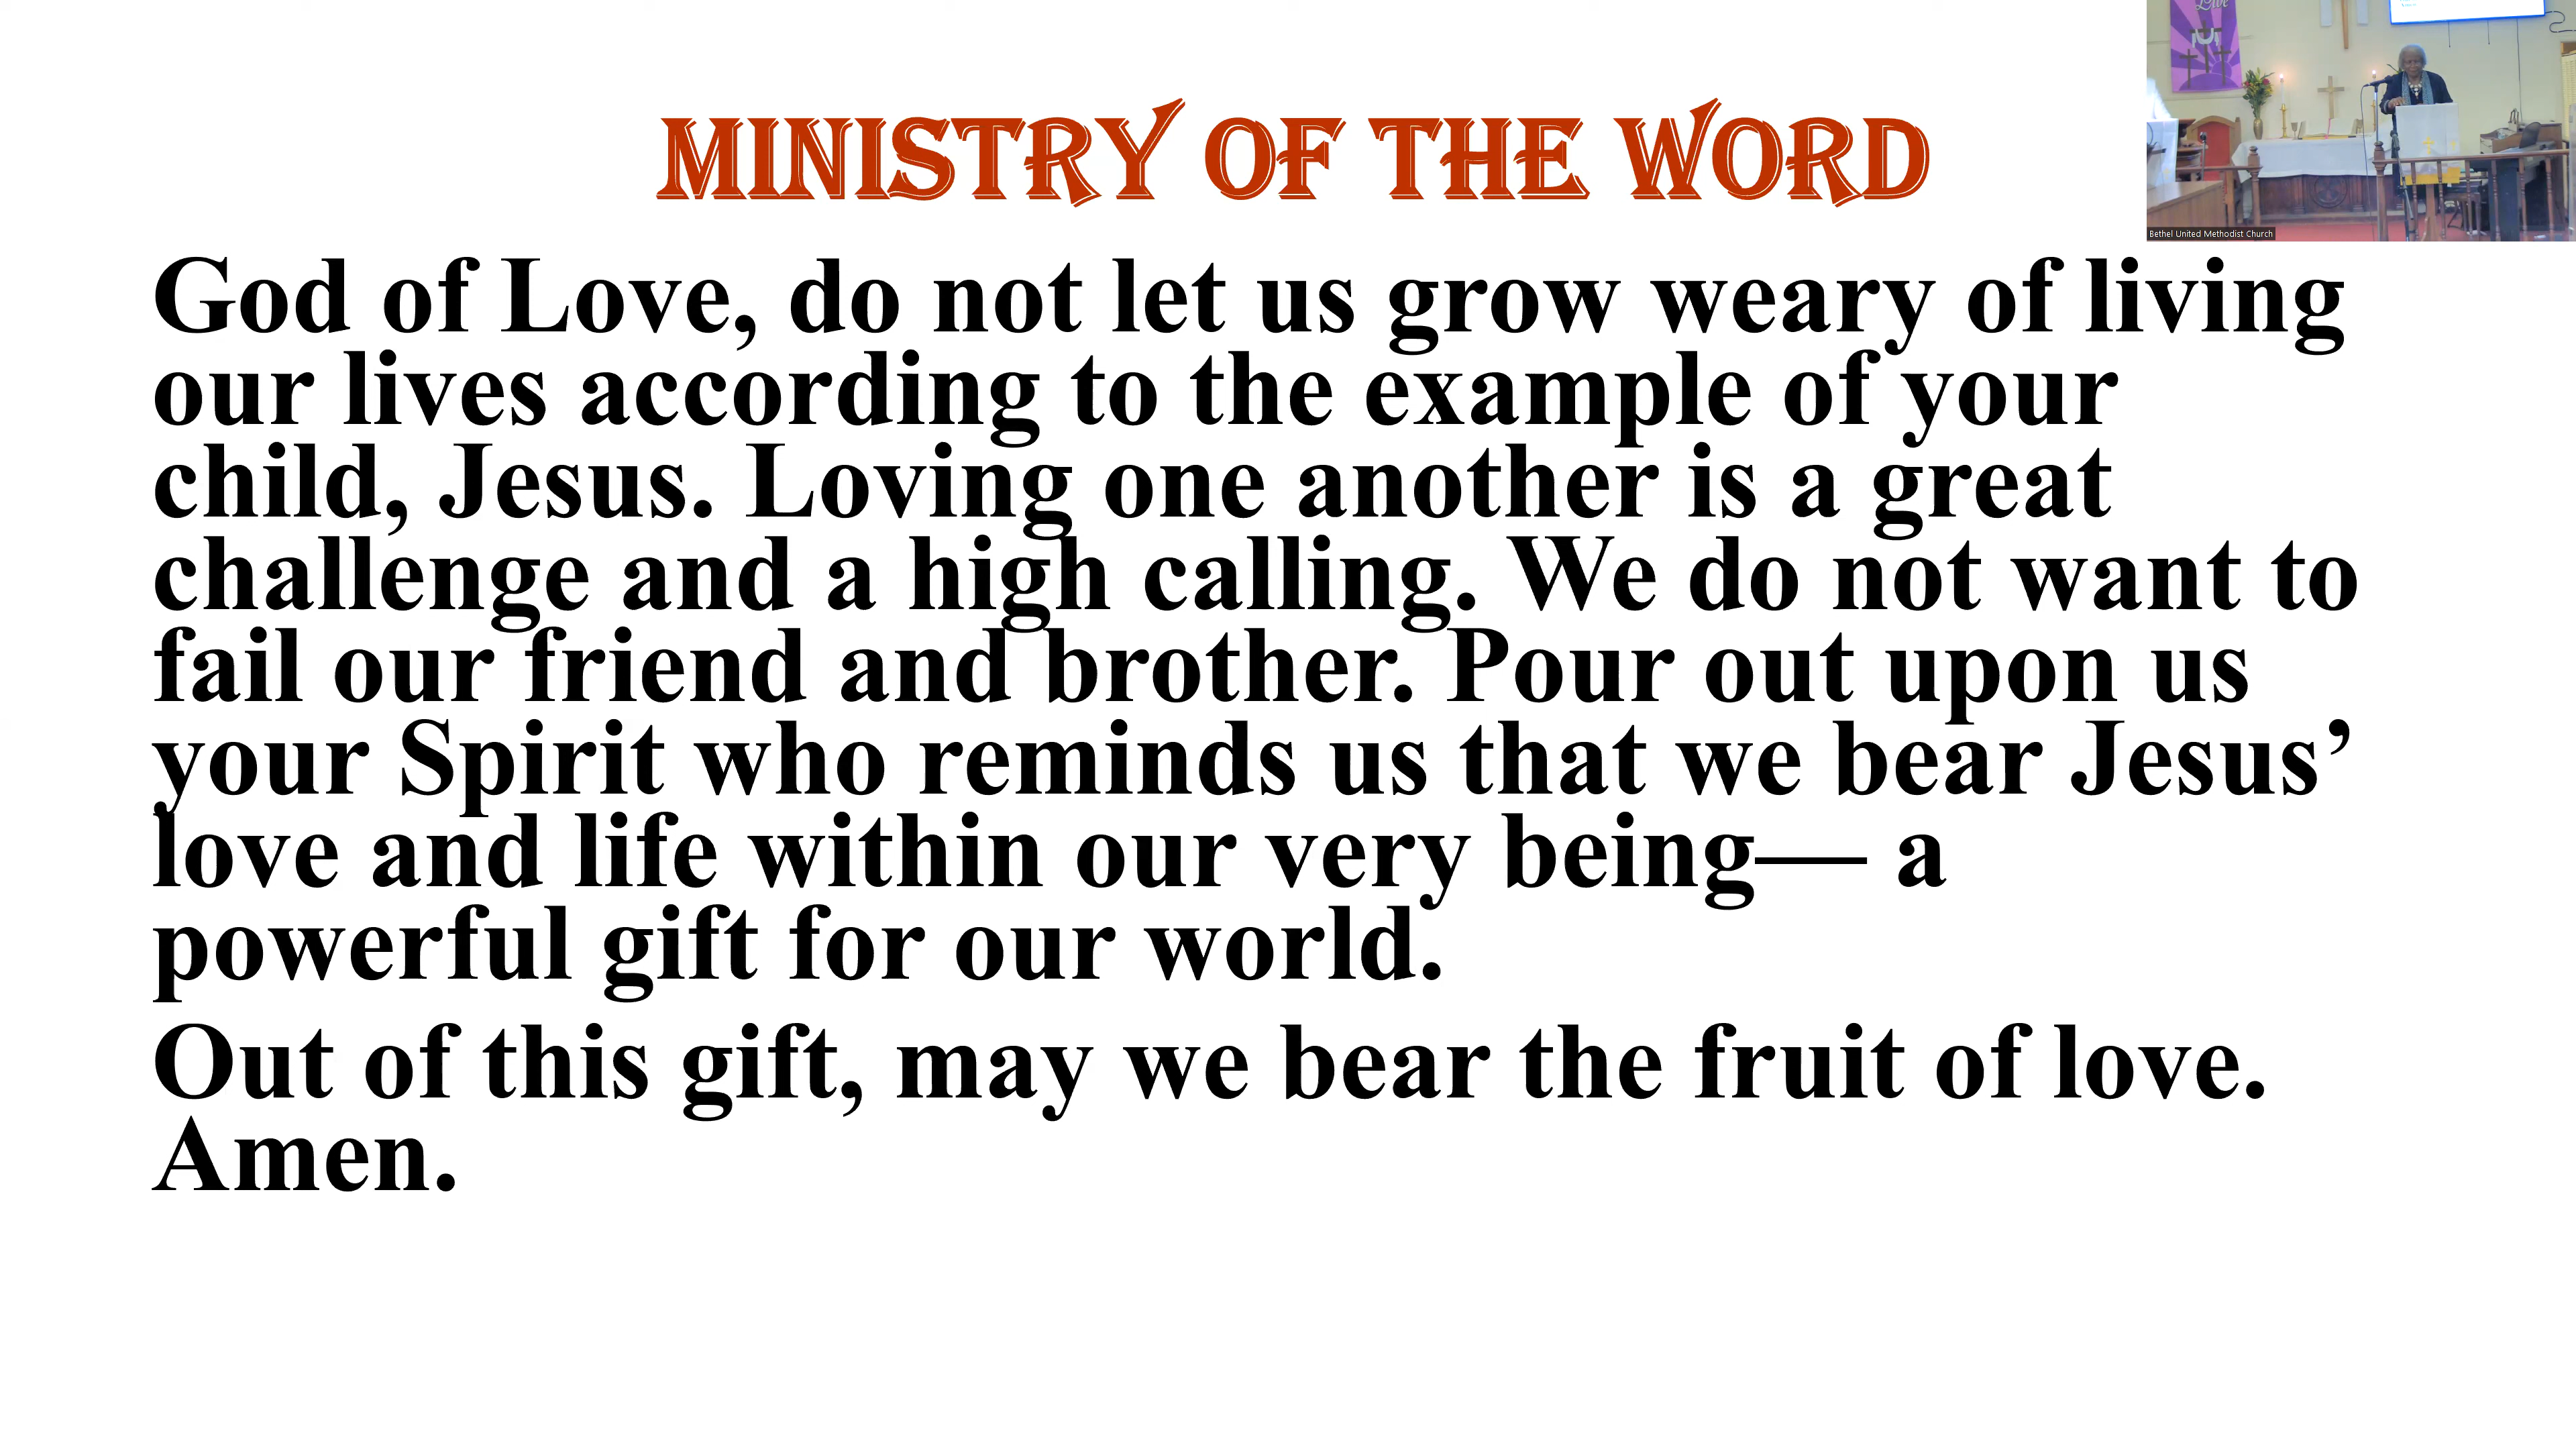 Live
MINISTRY OF THE WORD
Bethel United Methodist Church
God of Love, do not let us grow weary of living
our lives according to the example of your
child, Jesus. Loving one another is a great
challenge and a high calling. We do not want to
fail our friend and brother. Pour out upon us
your Spirit who reminds us that we bear Jesus’
love and life within our very being— a
powerful gift for our world.
Out of this gift, may we bear the fruit of love.
Amen.